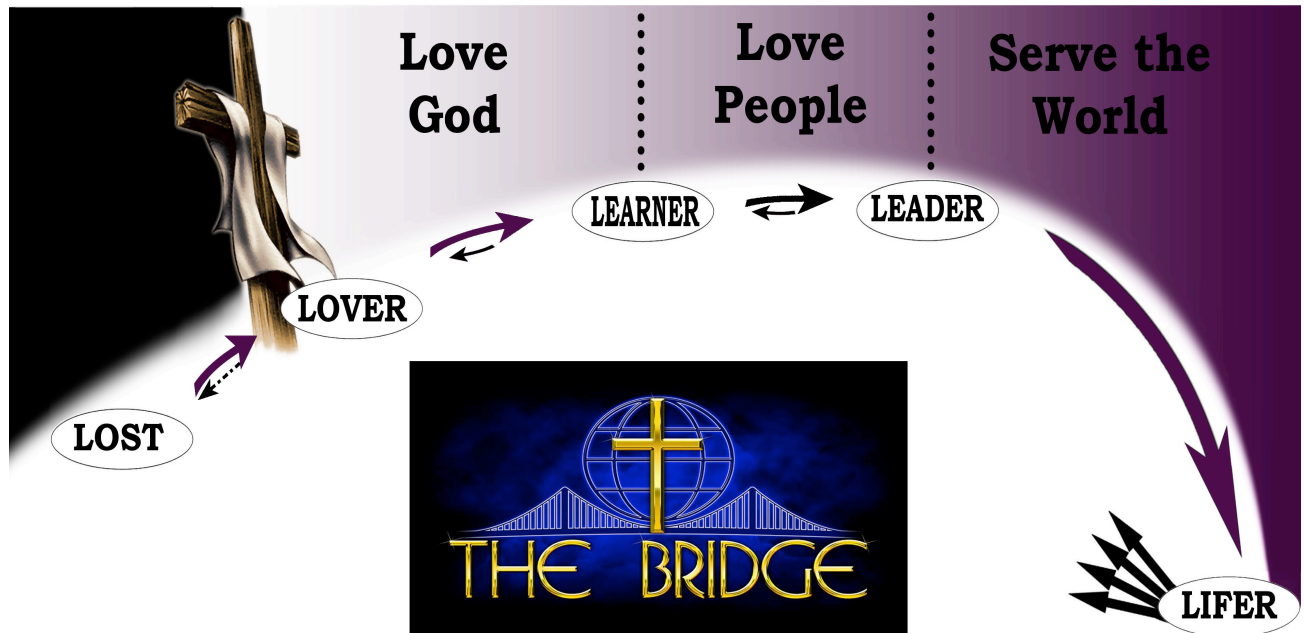 Love
God
Love
People
Serve the
World
LEARNER
LEADER
LOVER
LOST
THE BRIDGE
LIFER